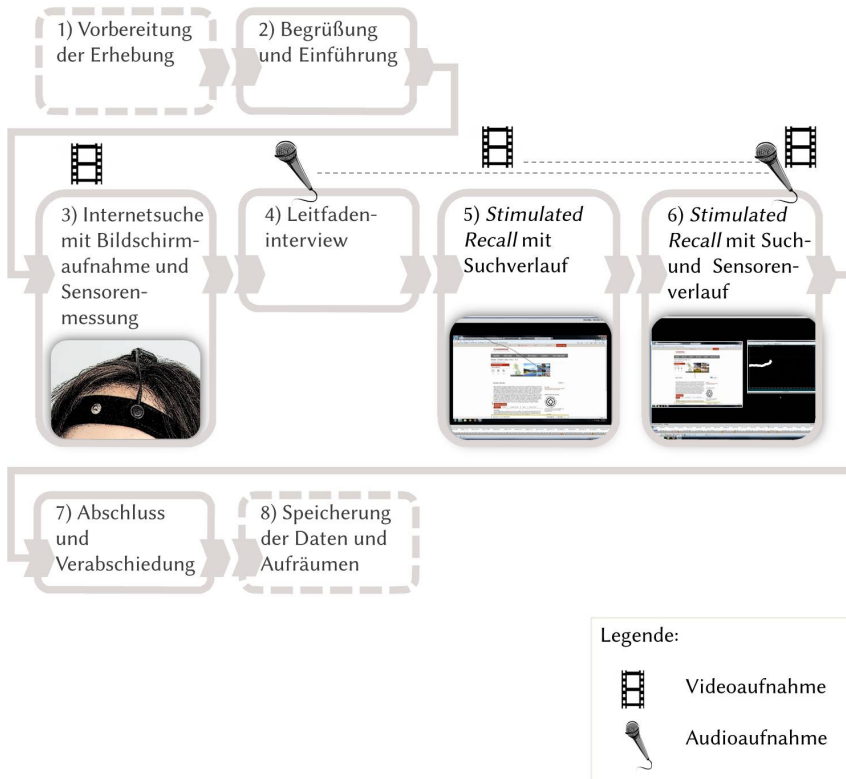 1) Vorbereitung
der Erhebung
2) Begrüßung
und Einführung
3) Internetsuche
mit Bildschirm-
aufnahme und
Sensoren-
messung
4) Leitfaden-
interview
5) Stimulated
Recall mit
Suchverlauf
6) Stimulated
Recall mit Such-
und Sensoren-
verlauf
7) Abschluss
und
Verabschiedung
8) Speicherung
der Daten und
Aufräumen
Legende:
Videoaufnahme
Audioaufnahme